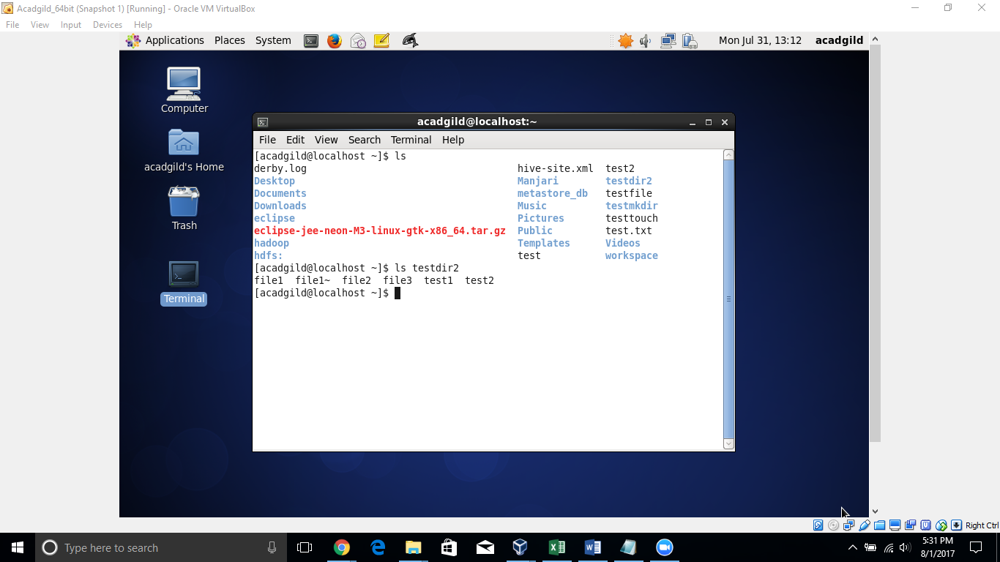 Acadgild_64bit (Snapshot 1) [Running] - Oracle VM VirtualBox
File View Input Devices Help
Applications Places System Mon Jul 31, 13:12 acadgild
Computer
acadgild's Home
Trash
Terminal
acadgild@localhost:~
File Edit View Search Terminal Help
[acadgild@localhost ~]$ ls
derby.log hive-site.xml test2
Desktop Manjari testdir2
Documents metastore_db testfile
Downloads Music testmkdir
eclipse Pictures testtouch
eclipse-jee-neon-M3-linux-gtk-x86_64.tar.gz Public test.txt
hadoop Templates Videos
hdfs: test workspace
[acadgild@localhost ~]$ ls testdir2
file1 file1~ file2 file3 test1 test2
[acadgild@localhost ~]$
Right Ctrl
Type here to search
5:31 PM
8/1/2017